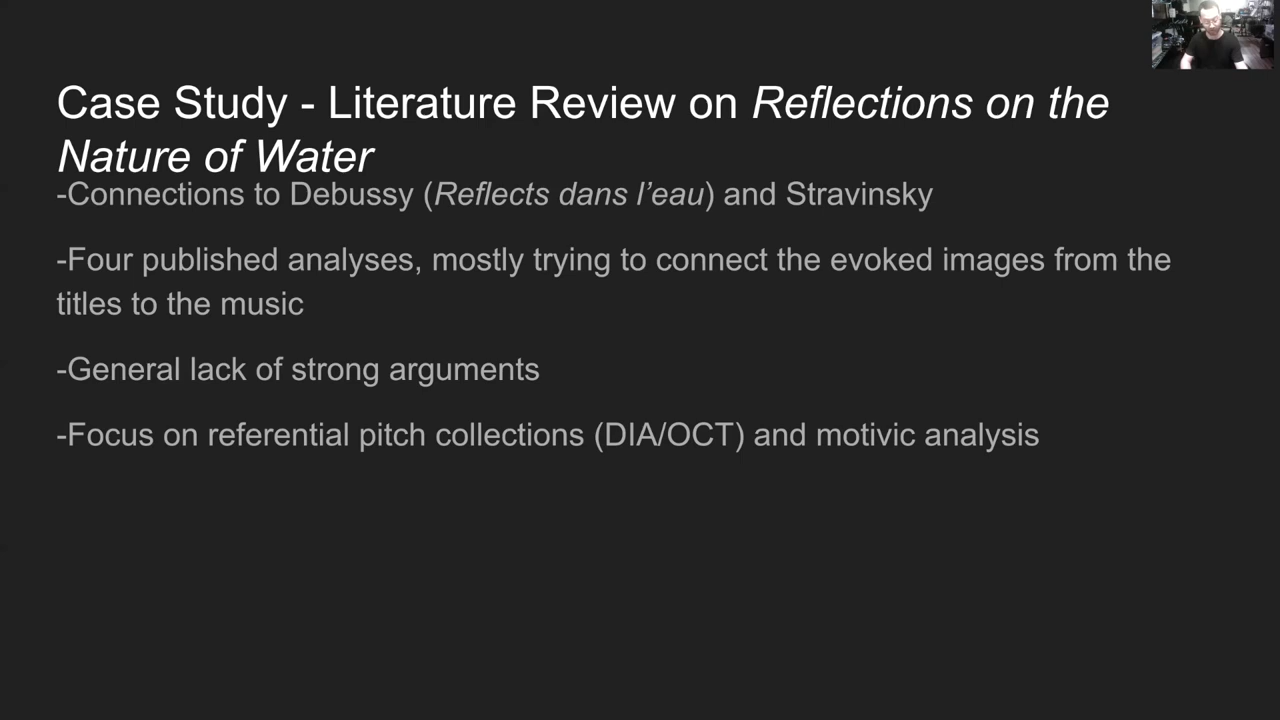 Case Study - Literature Review on Reflections on the
Nature of Water
-Connections to Debussy (Reflects dans l’eau) and Stravinsky
-Four published analyses, mostly trying to connect the evoked images from the
titles to the music
-General lack of strong arguments
-Focus on referential pitch collections (DIA/OCT) and motivic analysis